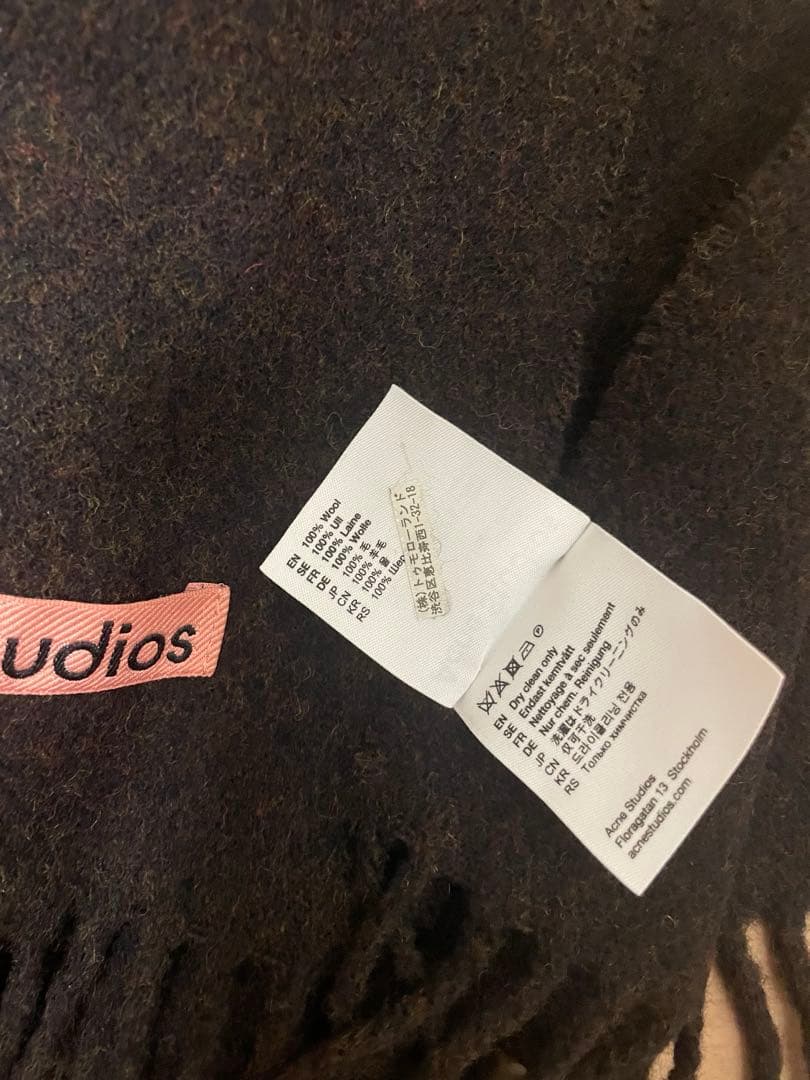 udios
EN 100% Wool
SE 100% Ull
FR 100% Laine
DE 100% Wolle
JP 100% 毛
CN 100% 羊毛
KR 100% 울
RS 100% Шер
(株)トゥモローランド
渋谷区恵比寿西1-32-18
EN Dry clean only
SE Endast kemtvätt
FR Nettoyage à sec seulement
DE Nur chem. Reinigung
JP 洗濯はドライクリーニングのみ
CN 仅可干洗
KR 드라이클리닝 전용
RS Только химчистка
Acne Studios
Floragatan 13 Stockholm
acnestudios.com